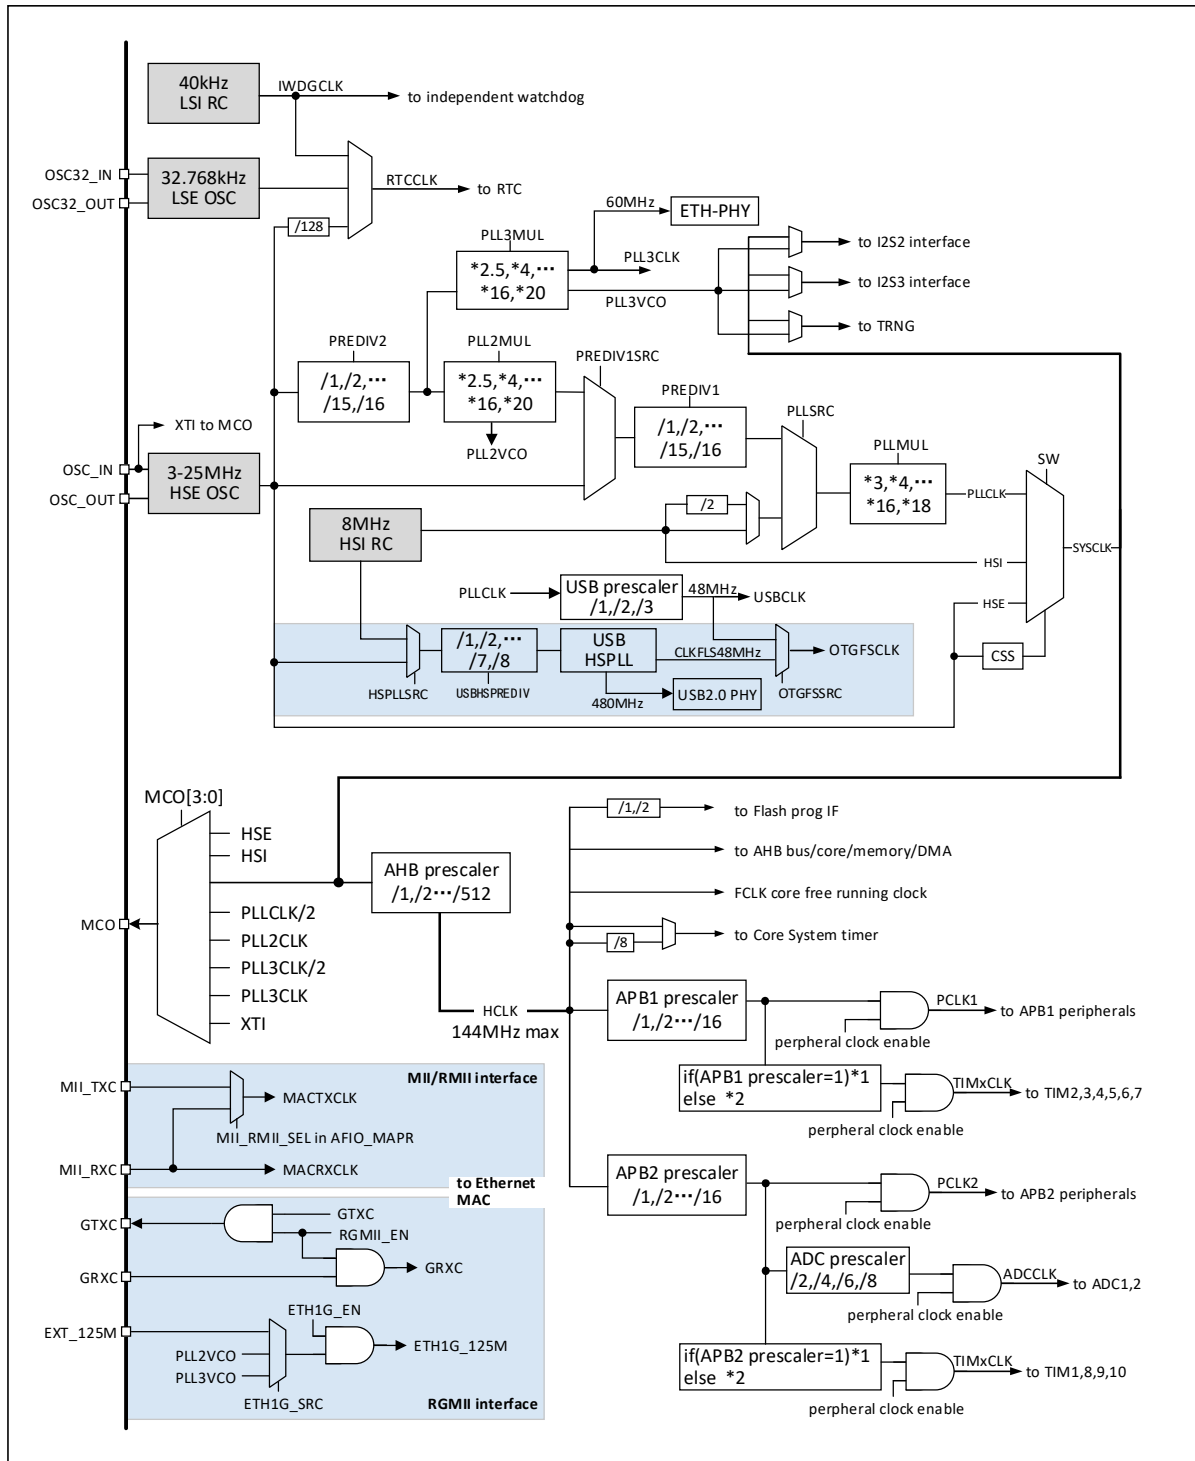 40kHz
LSI RC
IWDGCLK
to independent watchdog
OSC32_IN
OSC32_OUT
32.768kHz
LSE OSC
/128
RTCCLK
to RTC
60MHz
ETH-PHY
PLL3MUL
*2.5,*4,···
*16,*20
PLL3CLK
PLL3VCO
to I2S2 interface
to I2S3 interface
to TRNG
PREDIV2
/1,/2,···
/15,/16
PLL2MUL
*2.5,*4,···
*16,*20
PLL2VCO
PREDIV1SRC
PREDIV1
/1,/2,···
/15,/16
PLLSRC
PLLMUL
*3,*4,···
*16,*18
PLLCLK
SW
SYSCLK
XTI to MCO
OSC_IN
OSC_OUT
3-25MHz
HSE OSC
8MHz
HSI RC
/2
HSI
HSE
CSS
PLLCLK
USB prescaler
/1,/2,/3
48MHz
USBCLK
HSPLLSRC
/1,/2,···
/7,/8
USBHSPREDIV
USB
HSPLL
CLKFLS48MHz
480MHz
USB2.0 PHY
OTGFSCLK
OTGFSSRC
MCO[3:0]
HSE
HSI
PLLCLK/2
PLL2CLK
PLL3CLK/2
PLL3CLK
XTI
MCO
AHB prescaler
/1,/2···/512
HCLK
144MHz max
/1,/2
to Flash prog IF
to AHB bus/core/memory/DMA
FCLK core free running clock
/8
to Core System timer
APB1 prescaler
/1,/2···/16
PCLK1
to APB1 peripherals
perpheral clock enable
if(APB1 prescaler=1)*1
else *2
TIMxCLK
to TIM2,3,4,5,6,7
perpheral clock enable
APB2 prescaler
/1,/2···/16
PCLK2
to APB2 peripherals
perpheral clock enable
ADC prescaler
/2,/4,/6,/8
ADCCLK
to ADC1,2
perpheral clock enable
if(APB2 prescaler=1)*1
else *2
TIMxCLK
to TIM1,8,9,10
perpheral clock enable
MII/RMII interface
MII_TXC
MACTXCLK
MII_RMII_SEL in AFIO_MAPR
MII_RXC
MACRXCLK
to Ethernet
MAC
GTXC
GTXC
RGMII_EN
GRXC
GRXC
ETH1G_EN
EXT_125M
PLL2VCO
PLL3VCO
ETH1G_125M
ETH1G_SRC
RGMII interface